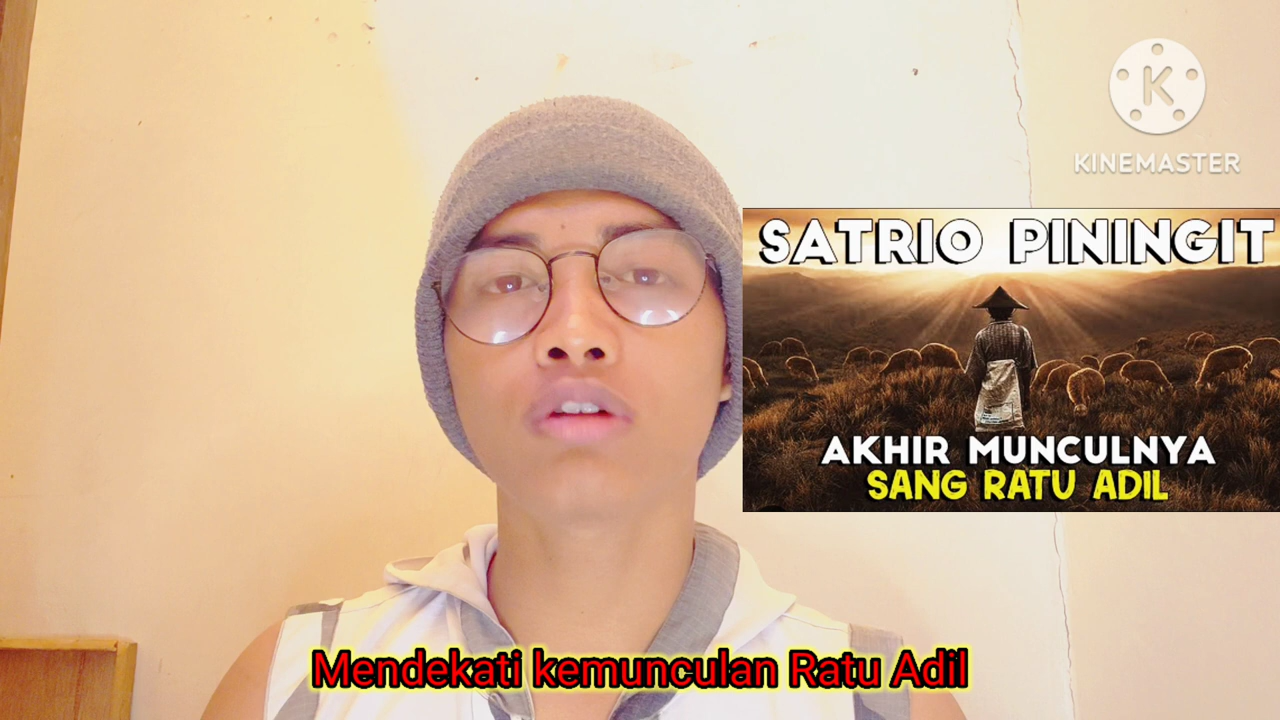 K
KINEMASTER
SATRIO PININGIT
AKHIR MUNCULNYA
SANG RATU ADIL
Mendekati kemunculan Ratu Adil